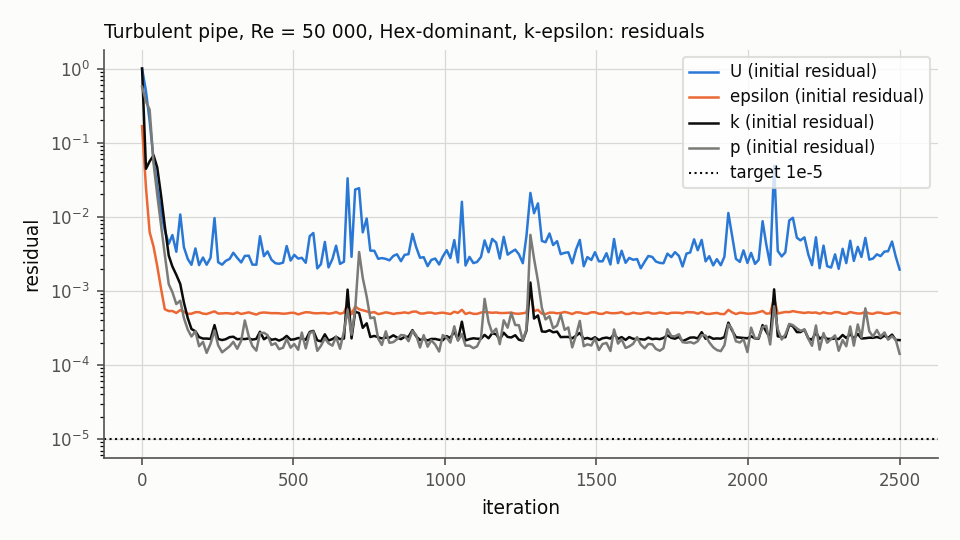 Turbulent pipe, Re = 50 000, Hex-dominant, k-epsilon: residuals
U (initial residual)
epsilon (initial residual)
k (initial residual)
p (initial residual)
target 1e-5
10⁰
10⁻¹
10⁻²
10⁻³
10⁻⁴
10⁻⁵
residual
0 500 1000 1500 2000 2500
iteration